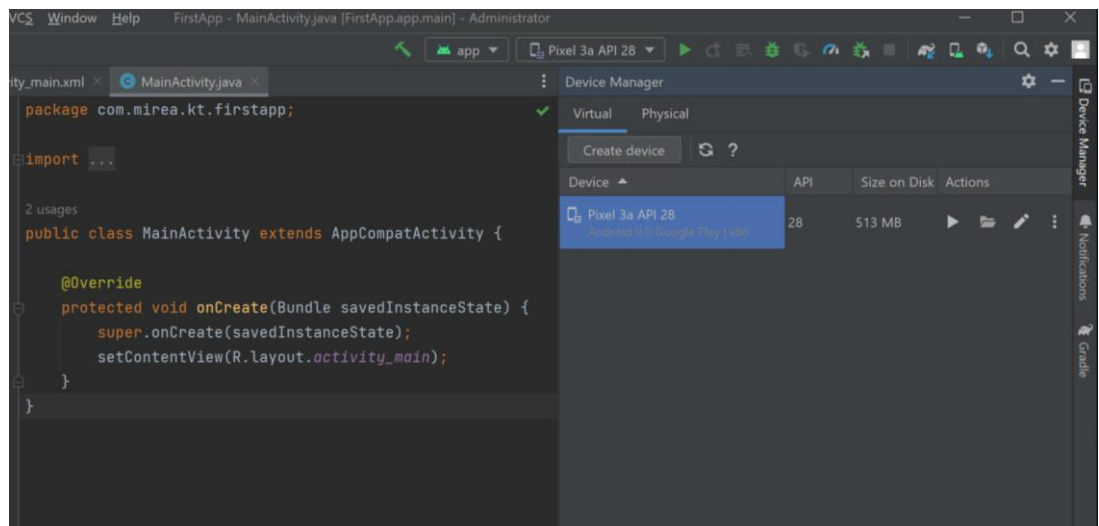 VCS Window Help FirstApp - MainActivity.java [FirstApp.app.main] - Administrator
app Pixel 3a API 28
ity_main.xml MainActivity.java
package com.mirea.kt.firstapp;
import ...
2 usages
public class MainActivity extends AppCompatActivity {
@Override
protected void onCreate(Bundle savedInstanceState) {
super.onCreate(savedInstanceState);
setContentView(R.layout.activity_main);
}
}
Device Manager
Virtual Physical
Create device ?
Device API Size on Disk Actions
Pixel 3a API 28
Android 9.0 Google Play | x86
28 513 MB
Device Manager
Notifications
Gradle